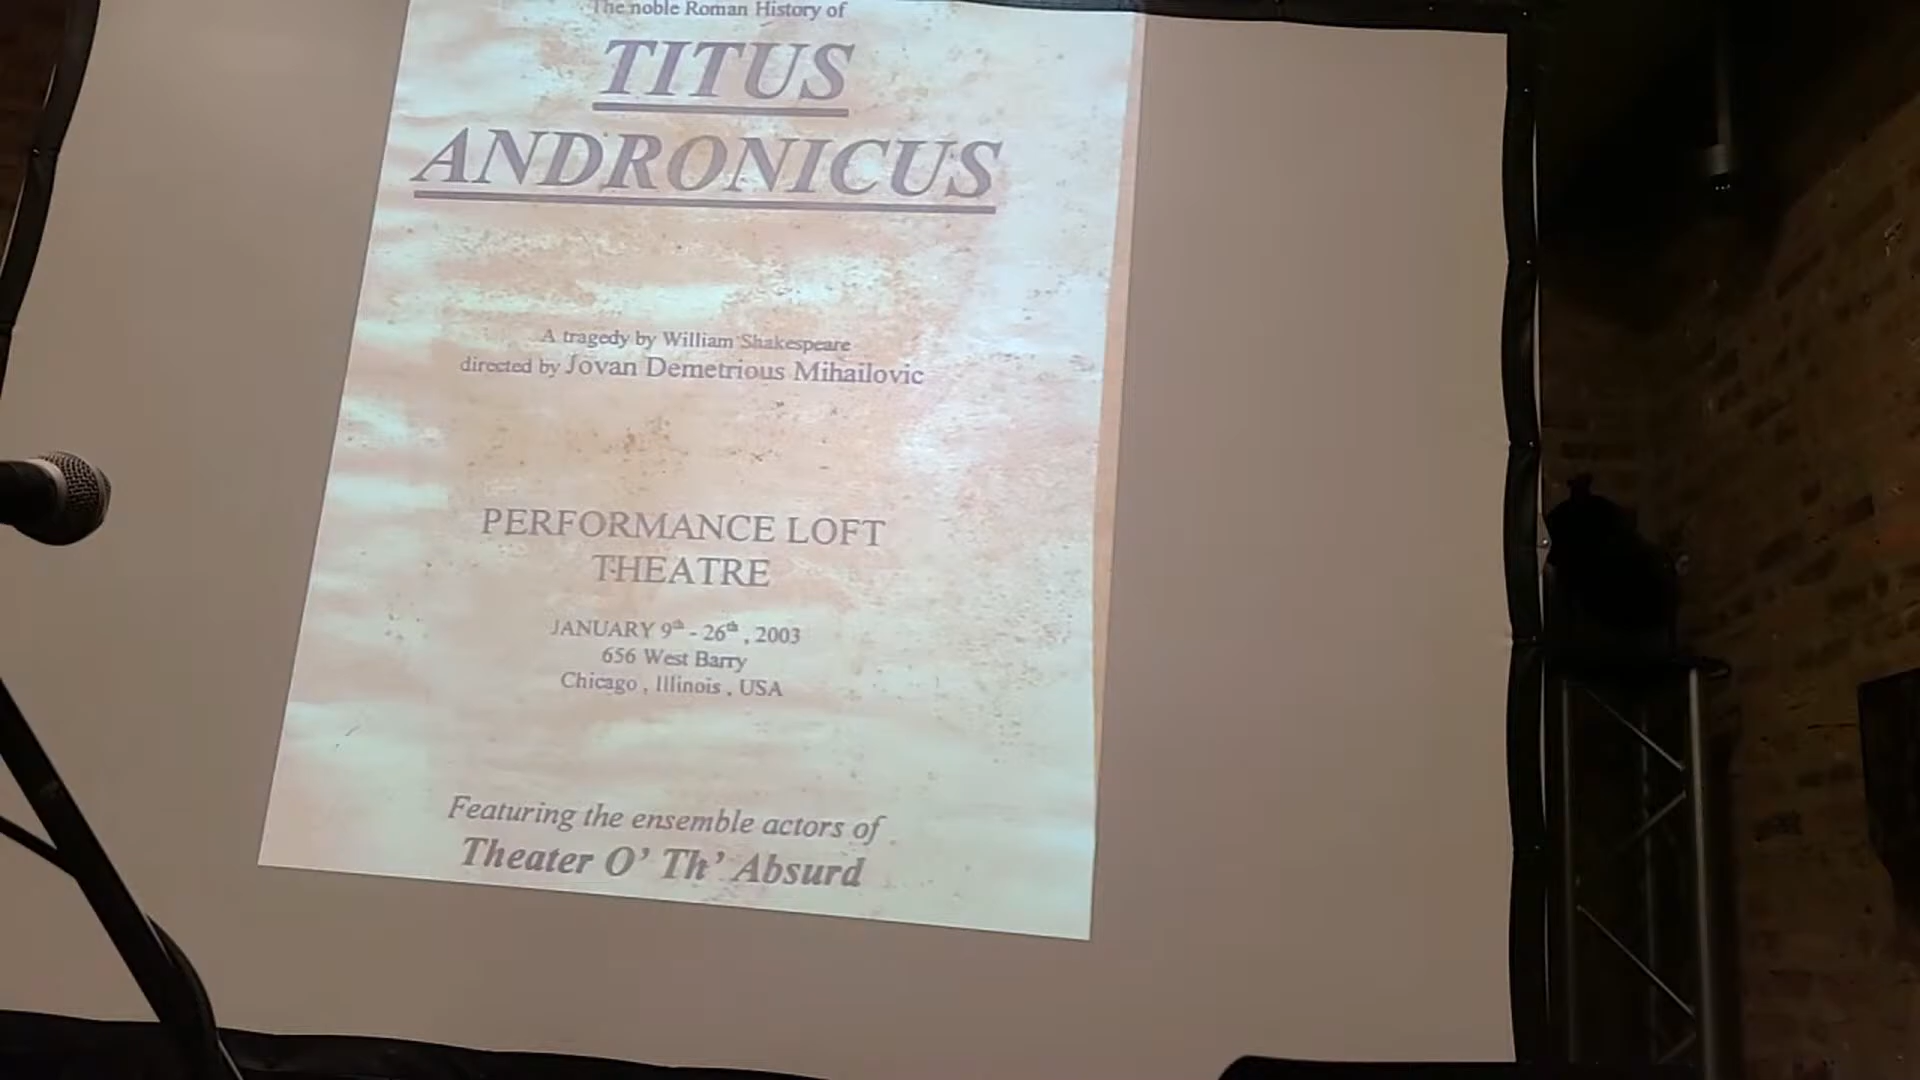 The noble Roman History of
TITUS
ANDRONICUS
A tragedy by William Shakespeare
directed by Jovan Demetrious Mihailovic
PERFORMANCE LOFT
THEATRE
JANUARY 9th - 26th , 2003
656 West Barry
Chicago , Illinois , USA
Featuring the ensemble actors of
Theater O' Th' Absurd